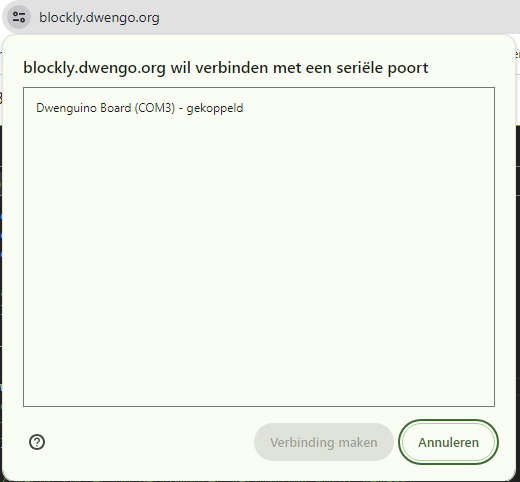 blockly.dwengo.org
blockly.dwengo.org wil verbinden met een seriële poort
Dwenguino Board (COM3) - gekoppeld
Verbinding maken
Annuleren